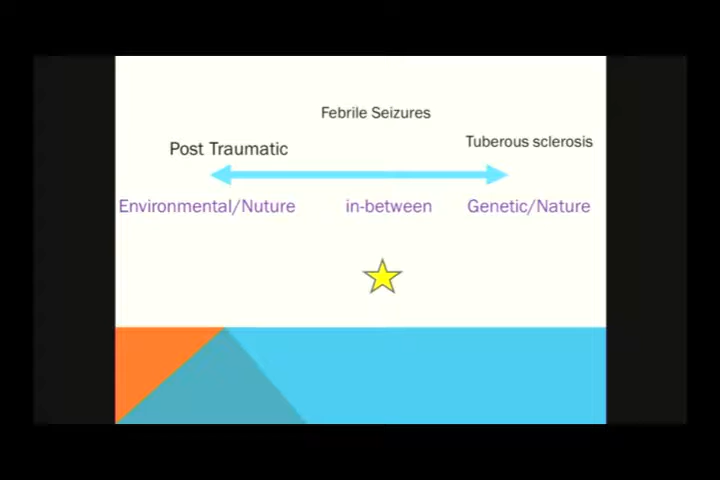 Febrile Seizures
Post Traumatic
Tuberous sclerosis
Environmental/Nuture
in-between
Genetic/Nature